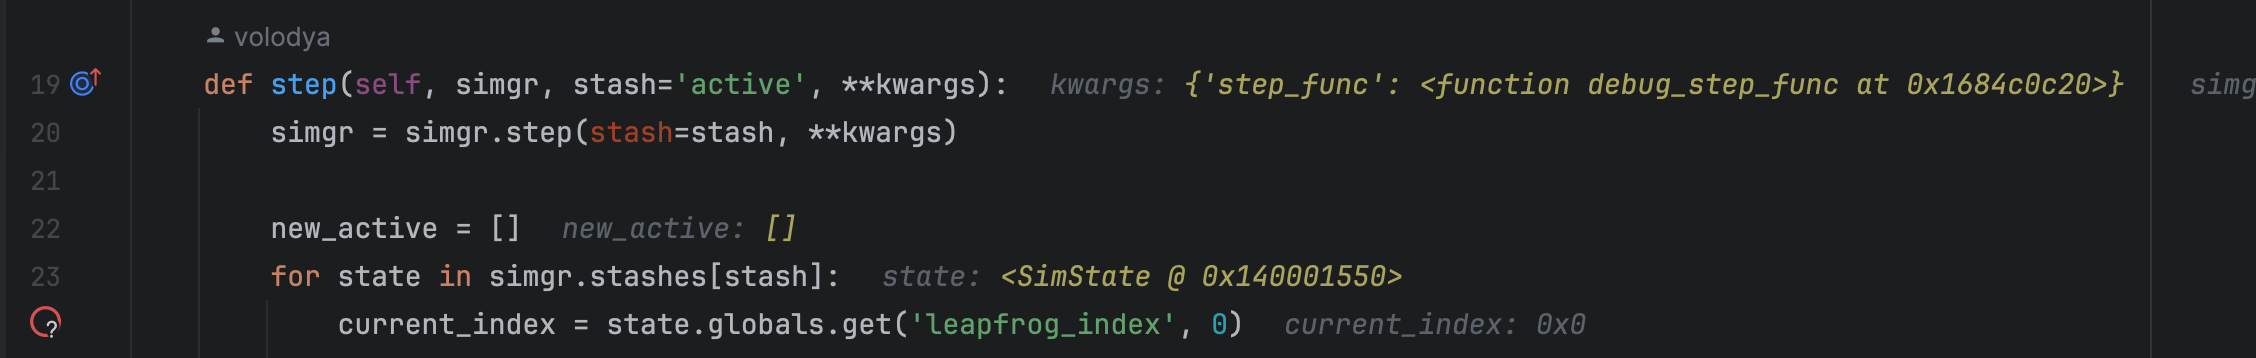 volodya
19 def step(self, simgr, stash='active', **kwargs): kwargs: {'step_func': <function debug_step_func at 0x1684c0c20>} simg
20 simgr = simgr.step(stash=stash, **kwargs)
21
22 new_active = [] new_active: []
23 for state in simgr.stashes[stash]: state: <SimState @ 0x140001550>
? current_index = state.globals.get('leapfrog_index', 0) current_index: 0x0